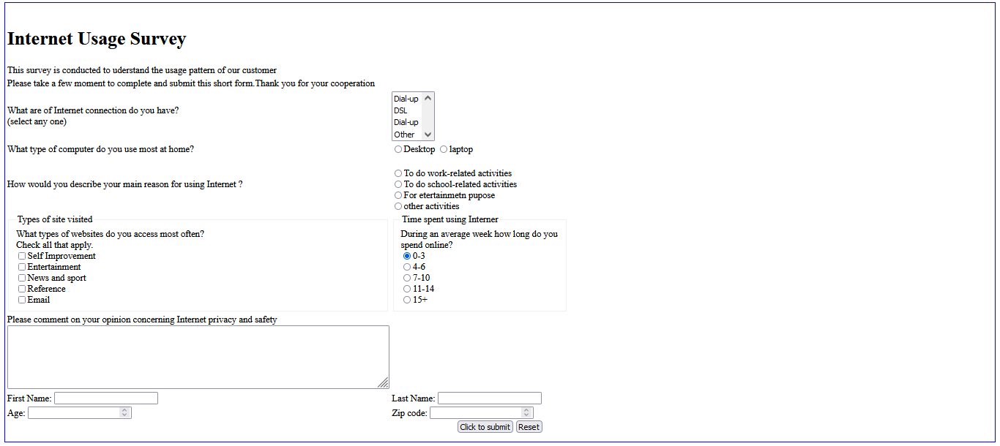 Internet Usage Survey
This survey is conducted to uderstand the usage pattern of our customer
Please take a few moment to complete and submit this short form.Thank you for your cooperation
What are of Internet connection do you have?
(select any one)
Dial-up
DSL
Dial-up
Other
What type of computer do you use most at home?
Desktop laptop
How would you describe your main reason for using Internet ?
To do work-related activities
To do school-related activities
For etertainmetn pupose
other activities
Types of site visited
What types of websites do you access most often?
Check all that apply.
Self Improvement
Entertainment
News and sport
Reference
Email
Time spent using Interner
During an average week how long do you
spend online?
0-3
4-6
7-10
11-14
15+
Please comment on your opinion concerning Internet privacy and safety
First Name:
Last Name:
Age:
Zip code:
Click to submit Reset